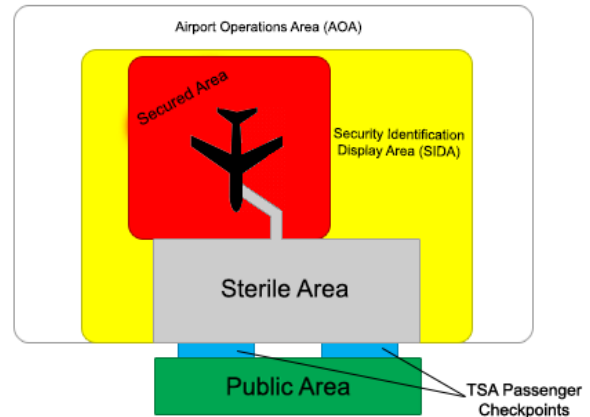 Airport Operations Area (AOA)
Secured Area
Security Identification
Display Area (SIDA)
Sterile Area
Public Area
TSA Passenger
Checkpoints